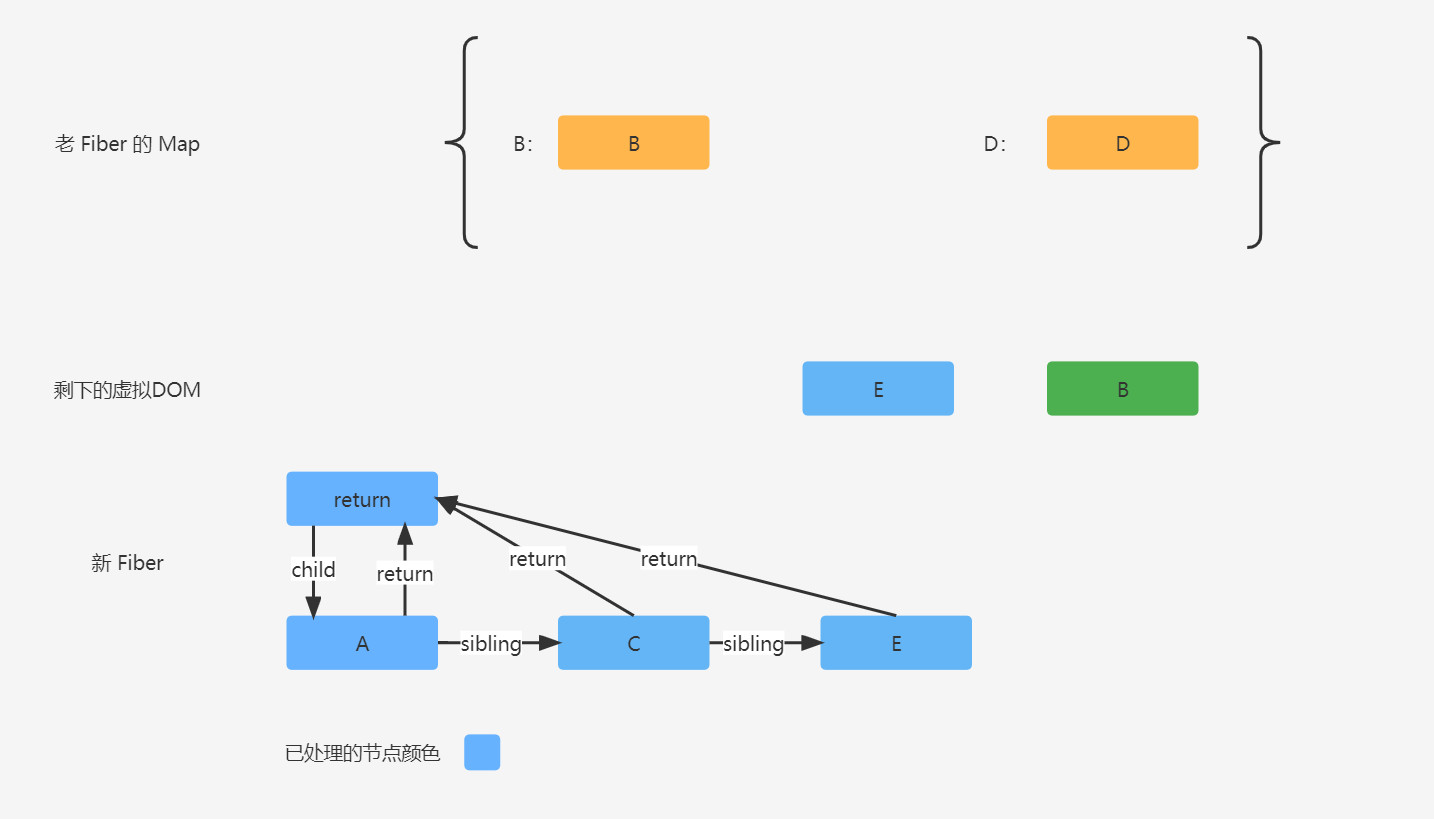 老 Fiber 的 Map
B:
B
D:
D
剩下的虚拟DOM
E
B
return
新 Fiber
child
return
return
return
A
sibling
C
sibling
E
已处理的节点颜色